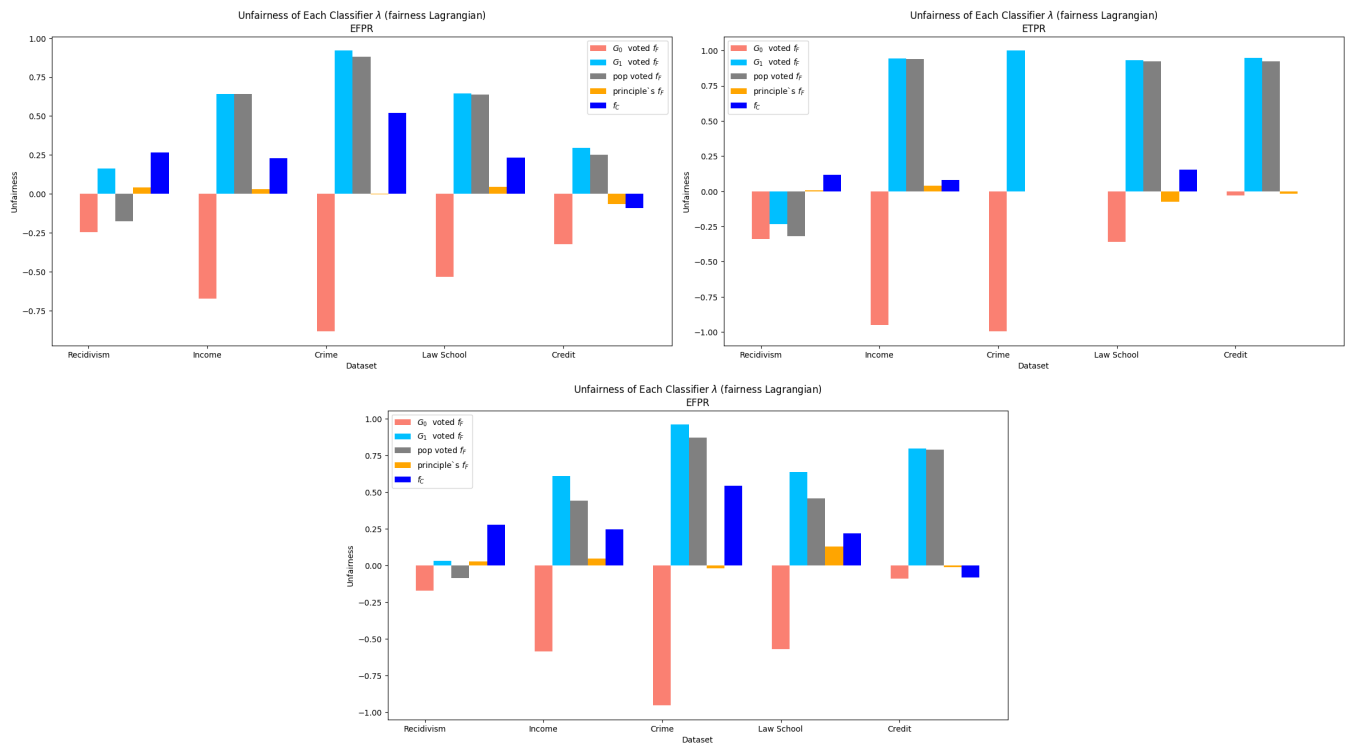 Unfairness of Each Classifier λ (fairness Lagrangian)
EFPR
1.00
0.75
0.50
0.25
0.00
−0.25
−0.50
−0.75
Unfairness
G0 voted fF
G1 voted fF
pop voted fF
principle`s fF
fC
Recidivism
Income
Crime
Law School
Credit
Dataset
Unfairness of Each Classifier λ (fairness Lagrangian)
ETPR
1.00
0.75
0.50
0.25
0.00
−0.25
−0.50
−0.75
−1.00
Unfairness
G0 voted fF
G1 voted fF
pop voted fF
principle`s fF
fC
Recidivism
Income
Crime
Law School
Credit
Dataset
Unfairness of Each Classifier λ (fairness Lagrangian)
EFPR
1.00
0.75
0.50
0.25
0.00
−0.25
−0.50
−0.75
−1.00
Unfairness
G0 voted fF
G1 voted fF
pop voted fF
principle`s fF
fC
Recidivism
Income
Crime
Law School
Credit
Dataset